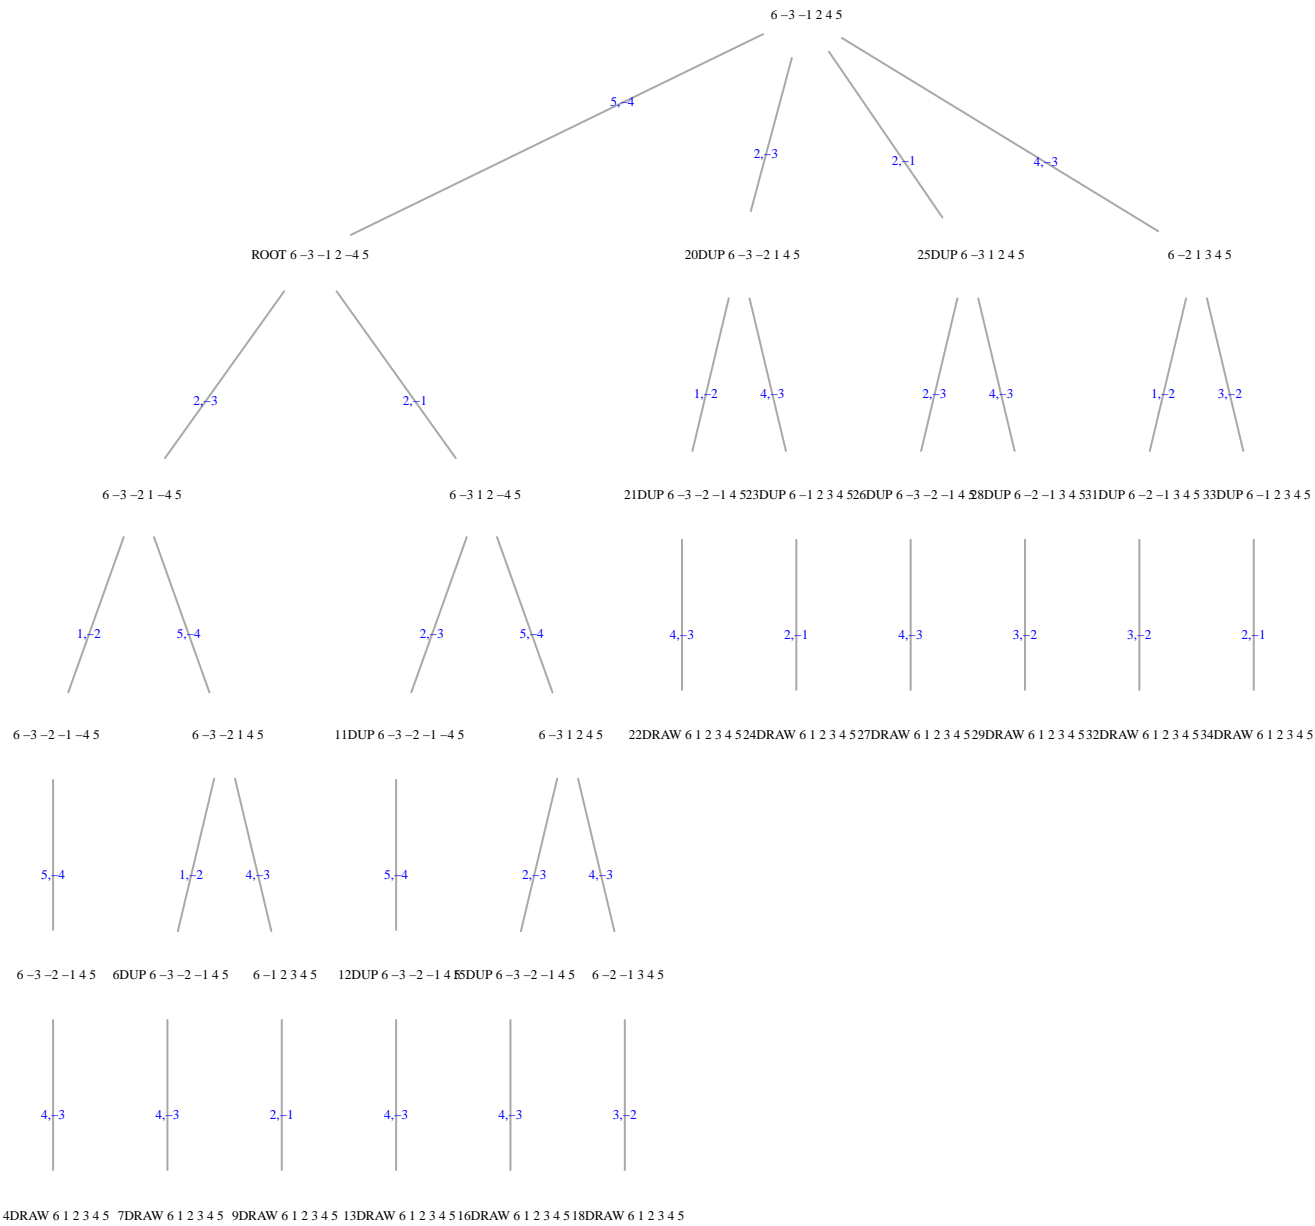 6 −3 −1 2 4 5
5,−4
2,−3
2,−1
4,−3
ROOT 6 −3 −1 2 −4 5
20DUP 6 −3 −2 1 4 5
25DUP 6 −3 1 2 4 5
6 −2 1 3 4 5
2,−3
2,−1
1,−2
4,−3
2,−3
4,−3
1,−2
3,−2
6 −3 −2 1 −4 5
6 −3 1 2 −4 5
21DUP 6 −3 −2 −1 4 5
23DUP 6 −1 2 3 4 5
26DUP 6 −3 −2 −1 4 5
28DUP 6 −2 −1 3 4 5
31DUP 6 −2 −1 3 4 5
33DUP 6 −1 2 3 4 5
1,−2
5,−4
2,−3
5,−4
4,−3
2,−1
4,−3
3,−2
3,−2
2,−1
6 −3 −2 −1 −4 5
6 −3 −2 1 4 5
11DUP 6 −3 −2 −1 −4 5
6 −3 1 2 4 5
22DRAW 6 1 2 3 4 5
24DRAW 6 1 2 3 4 5
27DRAW 6 1 2 3 4 5
29DRAW 6 1 2 3 4 5
32DRAW 6 1 2 3 4 5
34DRAW 6 1 2 3 4 5
5,−4
1,−2
4,−3
5,−4
2,−3
4,−3
6 −3 −2 −1 4 5
6DUP 6 −3 −2 −1 4 5
6 −1 2 3 4 5
12DUP 6 −3 −2 −1 4 5
15DUP 6 −3 −2 −1 4 5
6 −2 −1 3 4 5
4,−3
4,−3
2,−1
4,−3
4,−3
3,−2
4DRAW 6 1 2 3 4 5
7DRAW 6 1 2 3 4 5
9DRAW 6 1 2 3 4 5
13DRAW 6 1 2 3 4 5
16DRAW 6 1 2 3 4 5
18DRAW 6 1 2 3 4 5